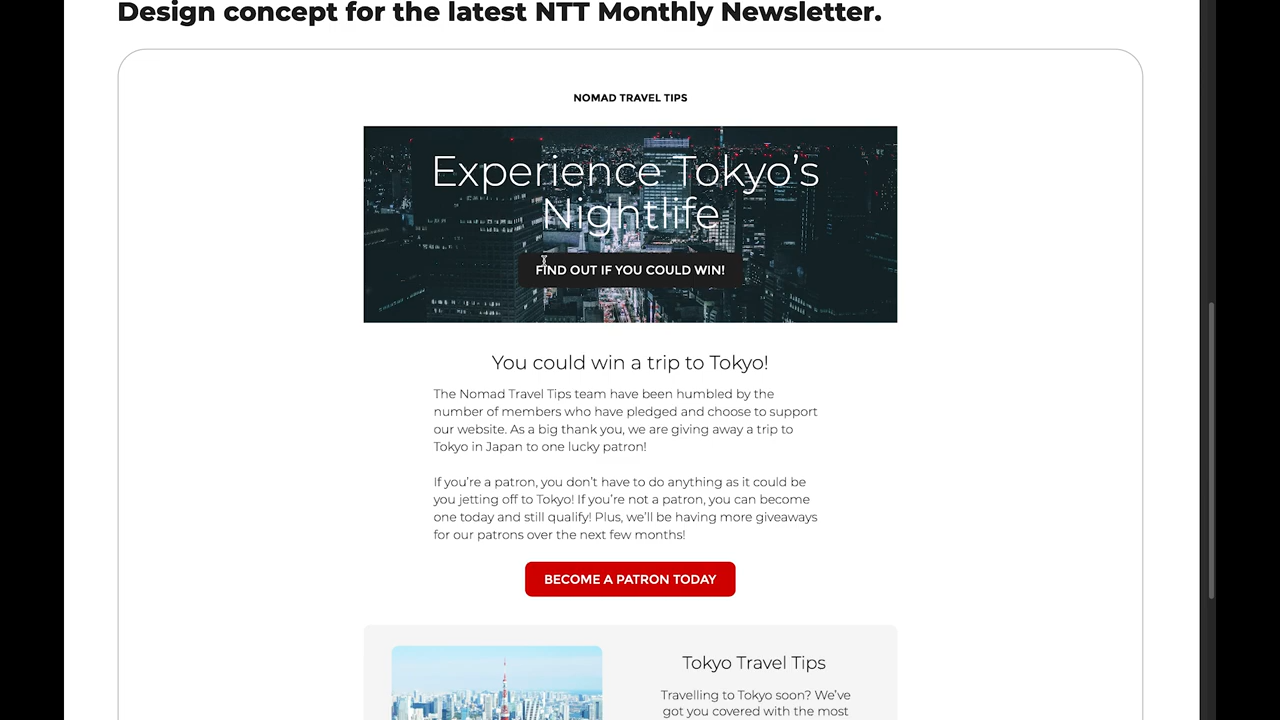 Design concept for the latest NTT Monthly Newsletter.
NOMAD TRAVEL TIPS
Experience Tokyo’s
Nightlife
FIND OUT IF YOU COULD WIN!
You could win a trip to Tokyo!
The Nomad Travel Tips team have been humbled by the
number of members who have pledged and choose to support
our website. As a big thank you, we are giving away a trip to
Tokyo in Japan to one lucky patron!
If you’re a patron, you don’t have to do anything as it could be
you jetting off to Tokyo! If you’re not a patron, you can become
one today and still qualify! Plus, we’ll be having more giveaways
for our patrons over the next few months!
BECOME A PATRON TODAY
Tokyo Travel Tips
Travelling to Tokyo soon? We’ve
got you covered with the most